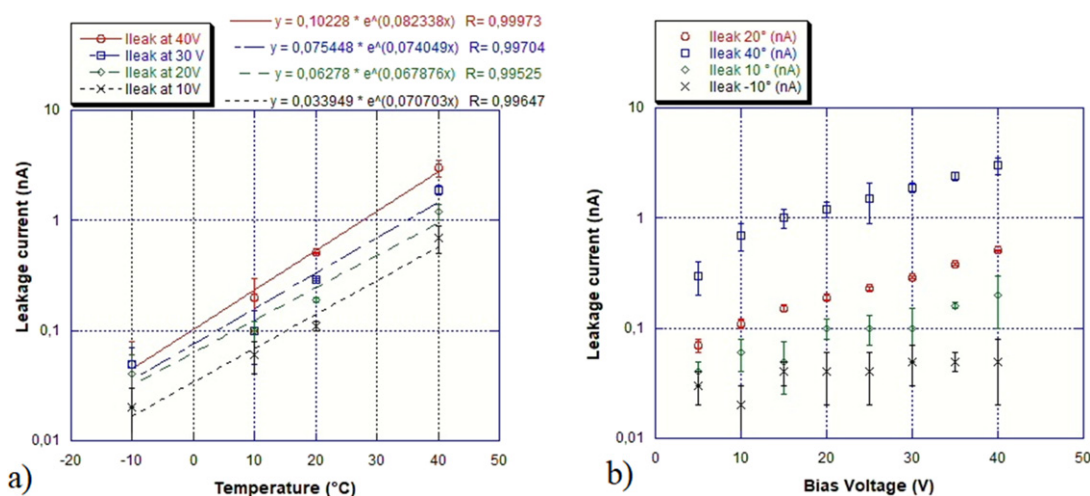 Ileak at 40V
Ileak at 30 V
Ileak at 20V
Ileak at 10V
y = 0,10228 * e^(0,082338x)   R= 0,99973
y = 0,075448 * e^(0,074049x)   R= 0,99704
y = 0,06278 * e^(0,067876x)   R= 0,99525
y = 0,033949 * e^(0,070703x)   R= 0,99647
10
1
0,1
0,01
Leakage current (nA)
-20 -10 0 10 20 30 40 50
Temperature (°C)
a)
Ileak 20° (nA)
Ileak 40° (nA)
Ileak 10 ° (nA)
Ileak -10° (nA)
10
1
0,1
0,01
Leakage current (nA)
0 10 20 30 40 50
Bias Voltage (V)
b)